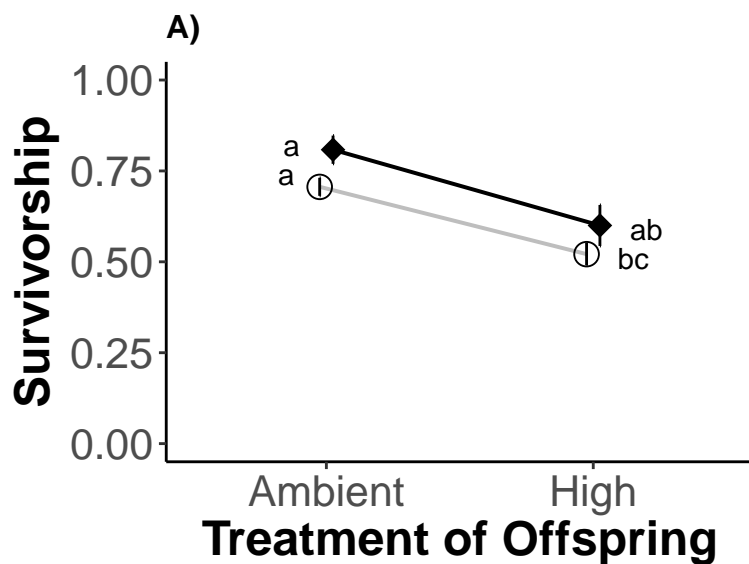 A)
Survivorship
1.00
0.75
0.50
0.25
0.00
a
a
ab
bc
Ambient
High
Treatment of Offspring